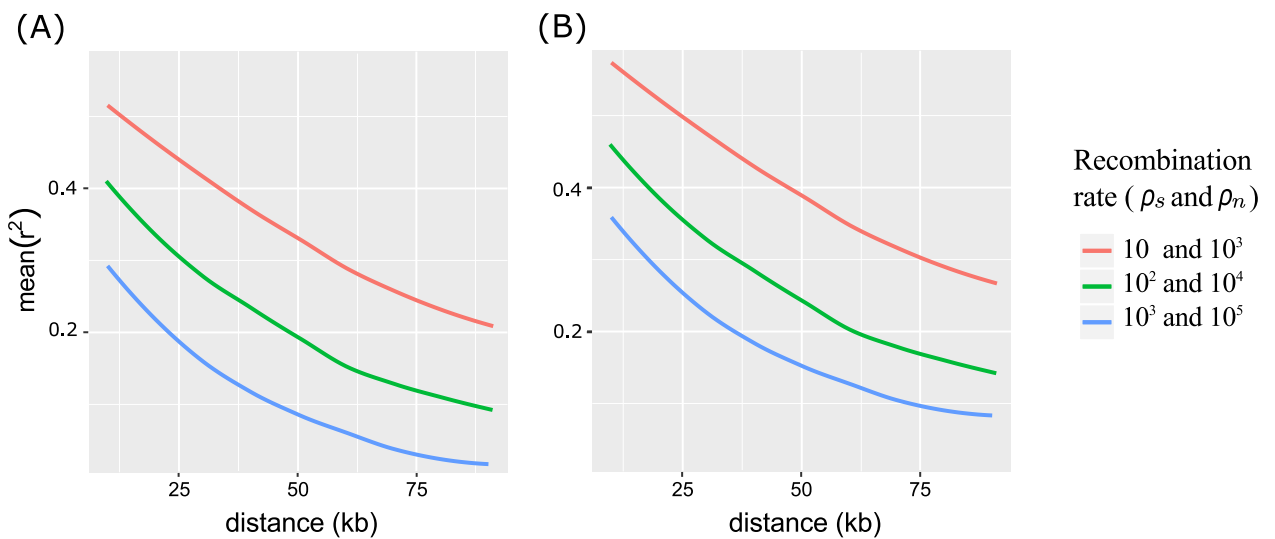 (A)
(B)
mean(r²)
0.4
0.2
25
50
75
distance (kb)
0.4
0.2
25
50
75
distance (kb)
Recombination
rate ( ρₛ and ρₙ)
10 and 10³
10² and 10⁴
10³ and 10⁵